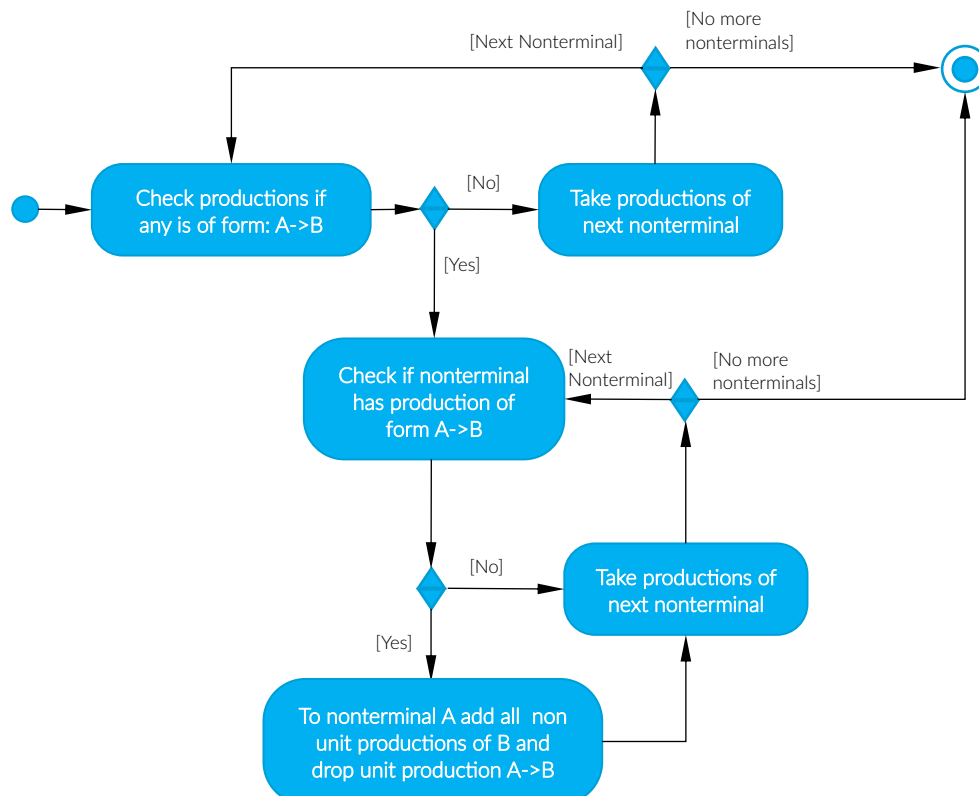 [No more
nonterminals]
[Next Nonterminal]
Check productions if
any is of form: A->B
[No]
Take productions of
next nonterminal
[Yes]
Check if nonterminal
has production of
form A->B
[Next
Nonterminal]
[No more
nonterminals]
[No]
Take productions of
next nonterminal
[Yes]
To nonterminal A add all  non
unit productions of B and
drop unit production A->B